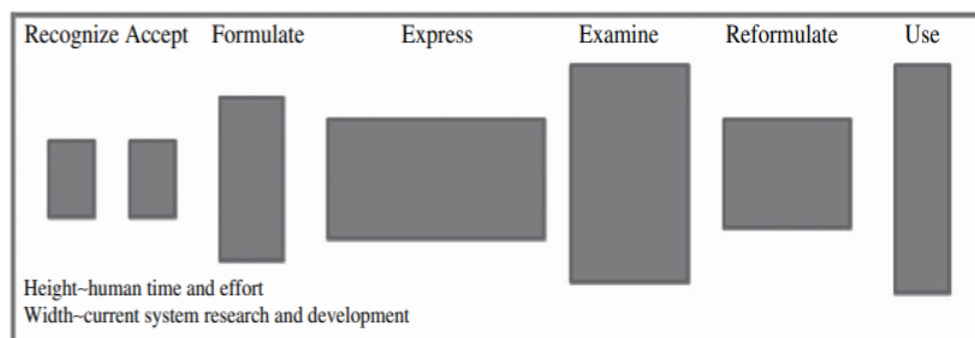 Recognize Accept Formulate Express Examine Reformulate Use
Height~human time and effort
Width~current system research and development